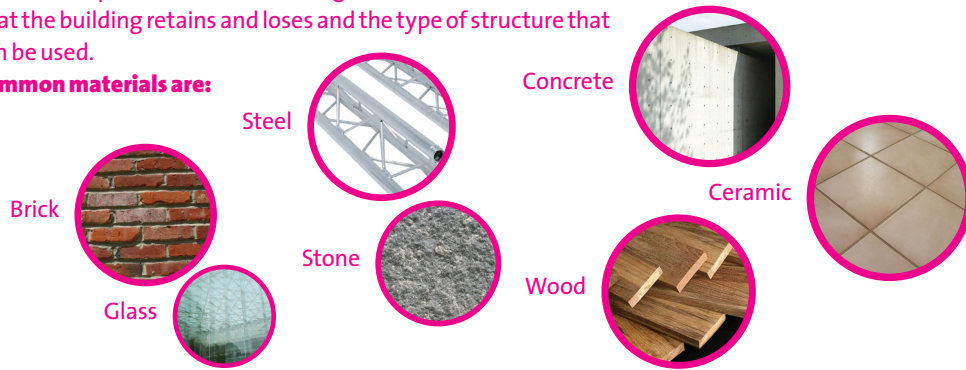 at the building retains and loses and the type of structure that
n be used.
mmon materials are:
Concrete
Steel
Ceramic
Brick
Stone
Wood
Glass